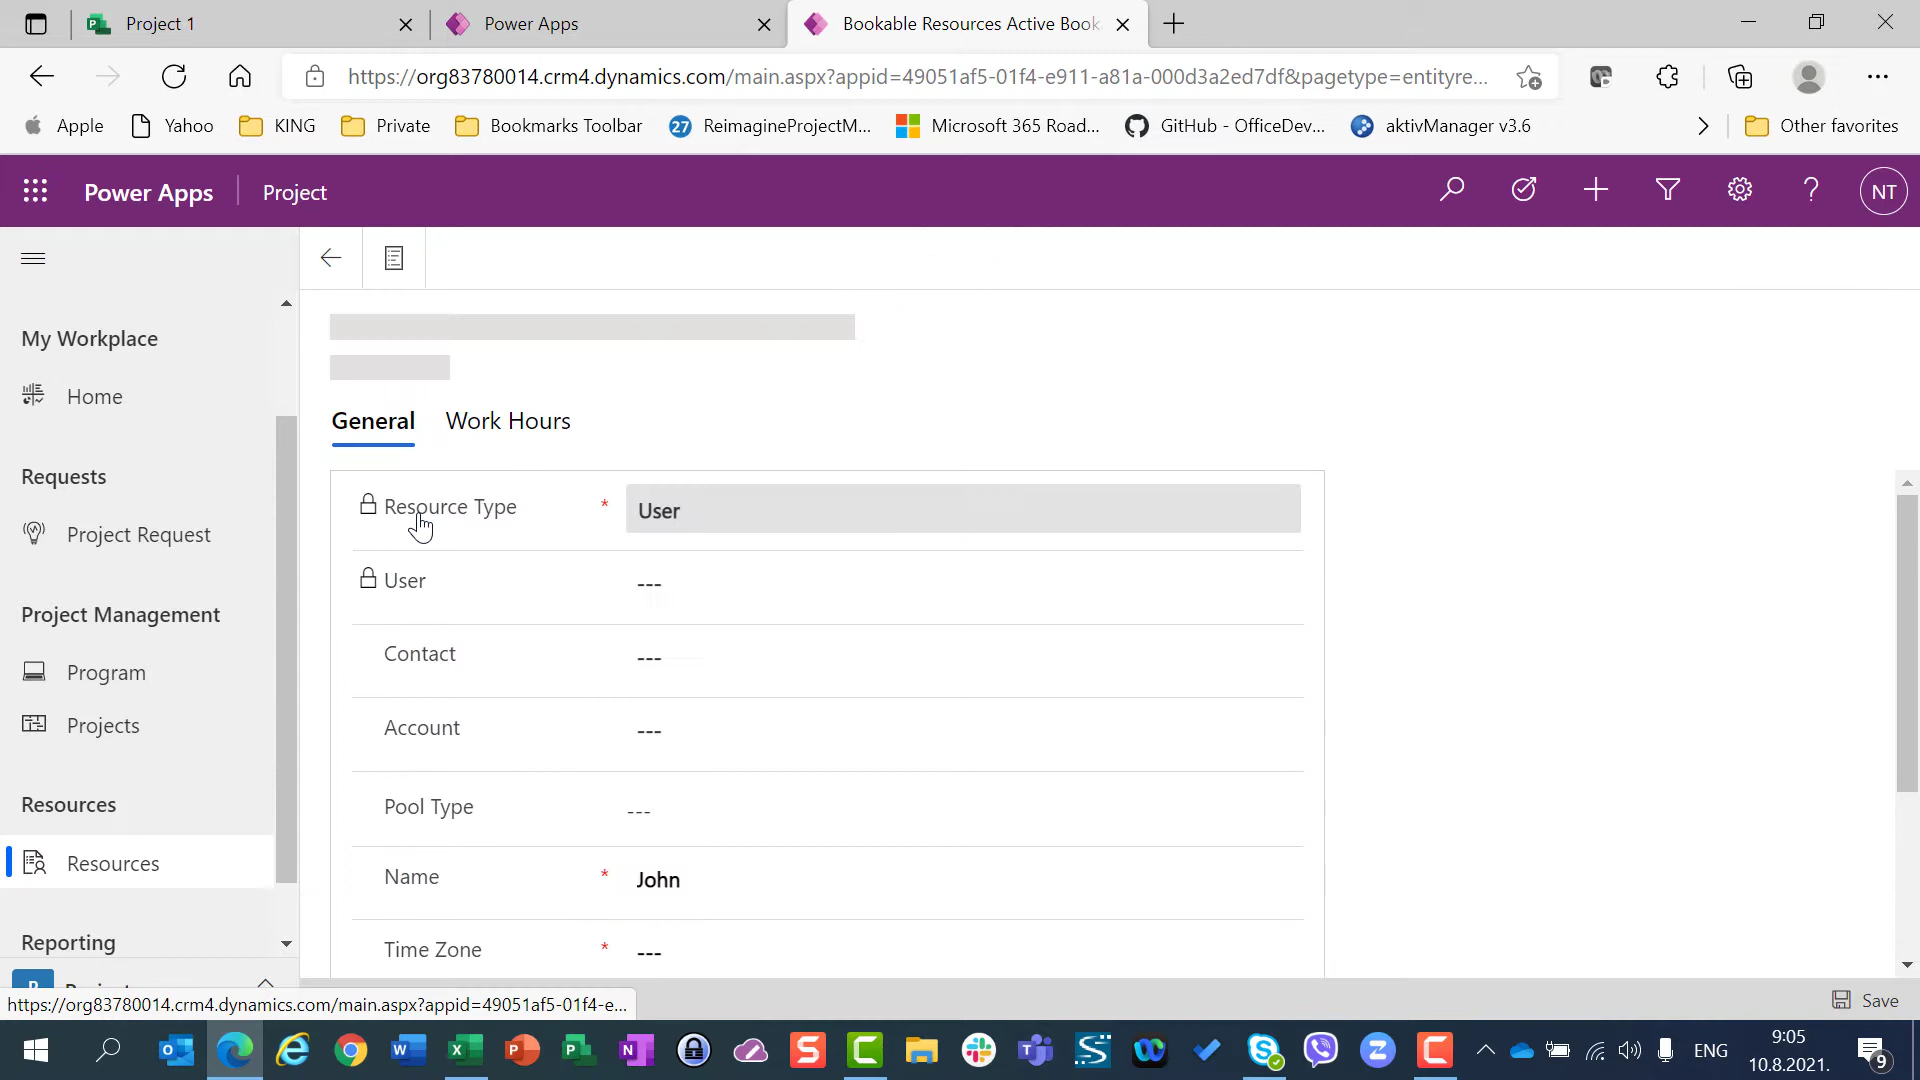 Project 1
Power Apps
Bookable Resources Active Book
https://org83780014.crm4.dynamics.com/main.aspx?appid=49051af5-01f4-e911-a81a-000d3a2ed7df&pagetype=entityre...
Apple Yahoo KING Private Bookmarks Toolbar 27 ReimagineProjectM... Microsoft 365 Road... GitHub - OfficeDev... aktivManager v3.6 Other favorites
Power Apps Project NT
My Workplace
Home
Requests
Project Request
Project Management
Program
Projects
Resources
Resources
Reporting
General Work Hours
Resource Type * User
User ---
Contact ---
Account ---
Pool Type ---
Name * John
Time Zone * ---
https://org83780014.crm4.dynamics.com/main.aspx?appid=49051af5-01f4-e...
Save
ENG
9:05
10.8.2021.
9